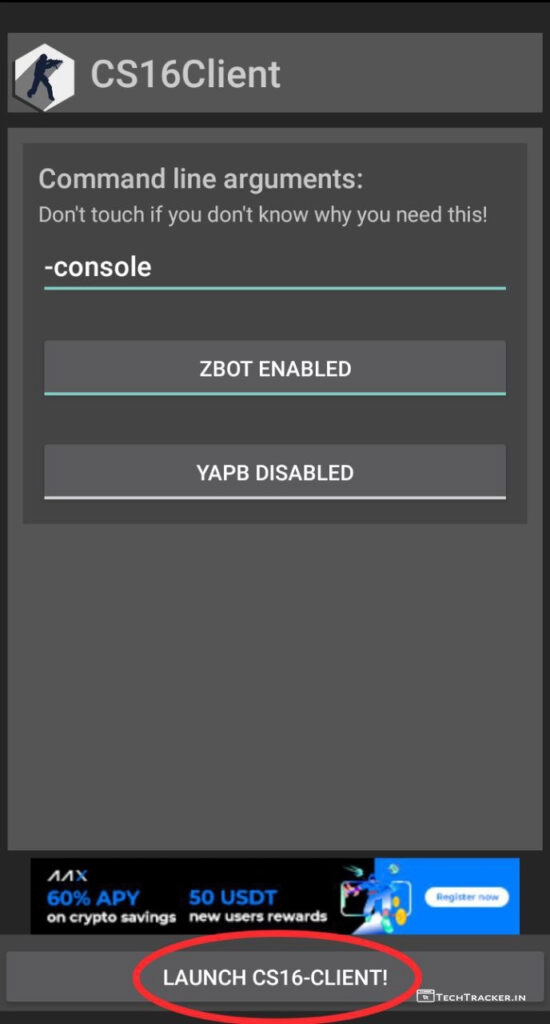 CS16Client
Command line arguments:
Don't touch if you don't know why you need this!
-console
ZBOT ENABLED
YAPB DISABLED
AAX
60% APY
on crypto savings
50 USDT
new users rewards
Register now
LAUNCH CS16-CLIENT!
TECHTRACKER.IN